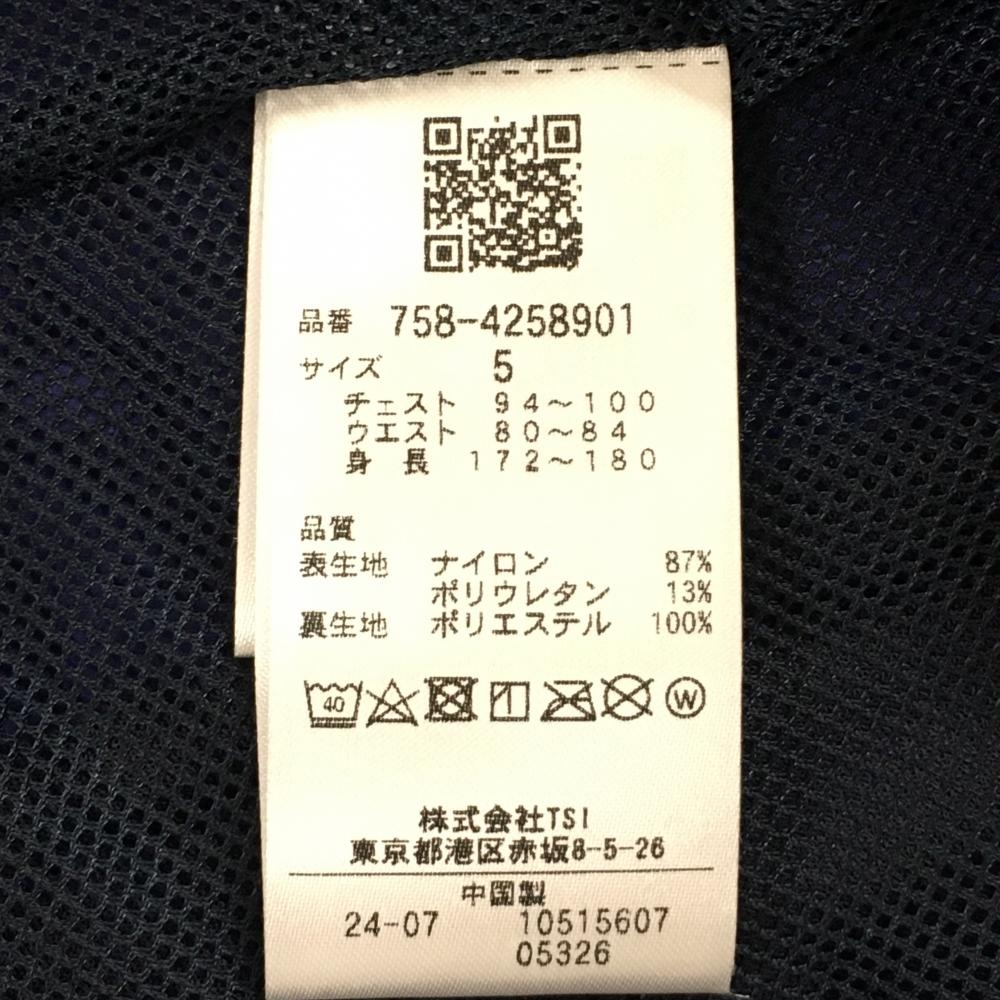 品番 758-4258901
サイズ 5
チェスト 94～100
ウエスト 80～84
身長 172～180
品質
表生地 ナイロン 87%
ポリウレタン 13%
裏生地 ポリエステル 100%
40
W
株式会社TSI
東京都港区赤坂8-5-26
中国製
24-07 10515607
05326